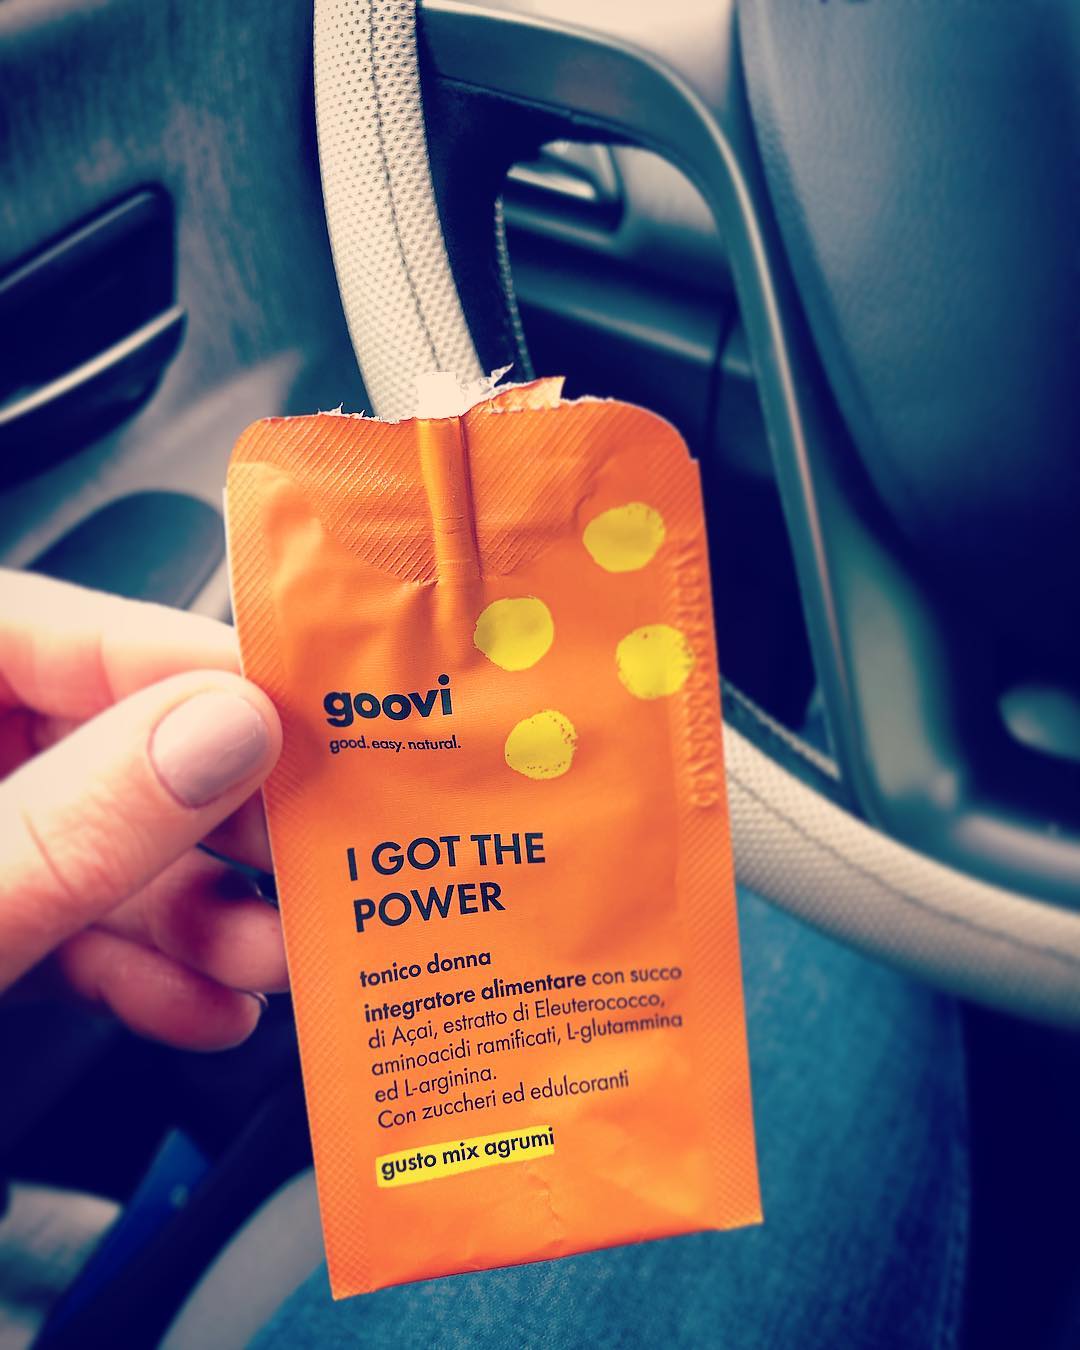 goovi
good. easy. natural.
I GOT THE
POWER
tonico donna
integratore alimentare con succo
di Açai, estratto di Eleuterococco,
aminoacidi ramificati, L-glutammina
ed L-arginina.
Con zuccheri ed edulcoranti
gusto mix agrumi